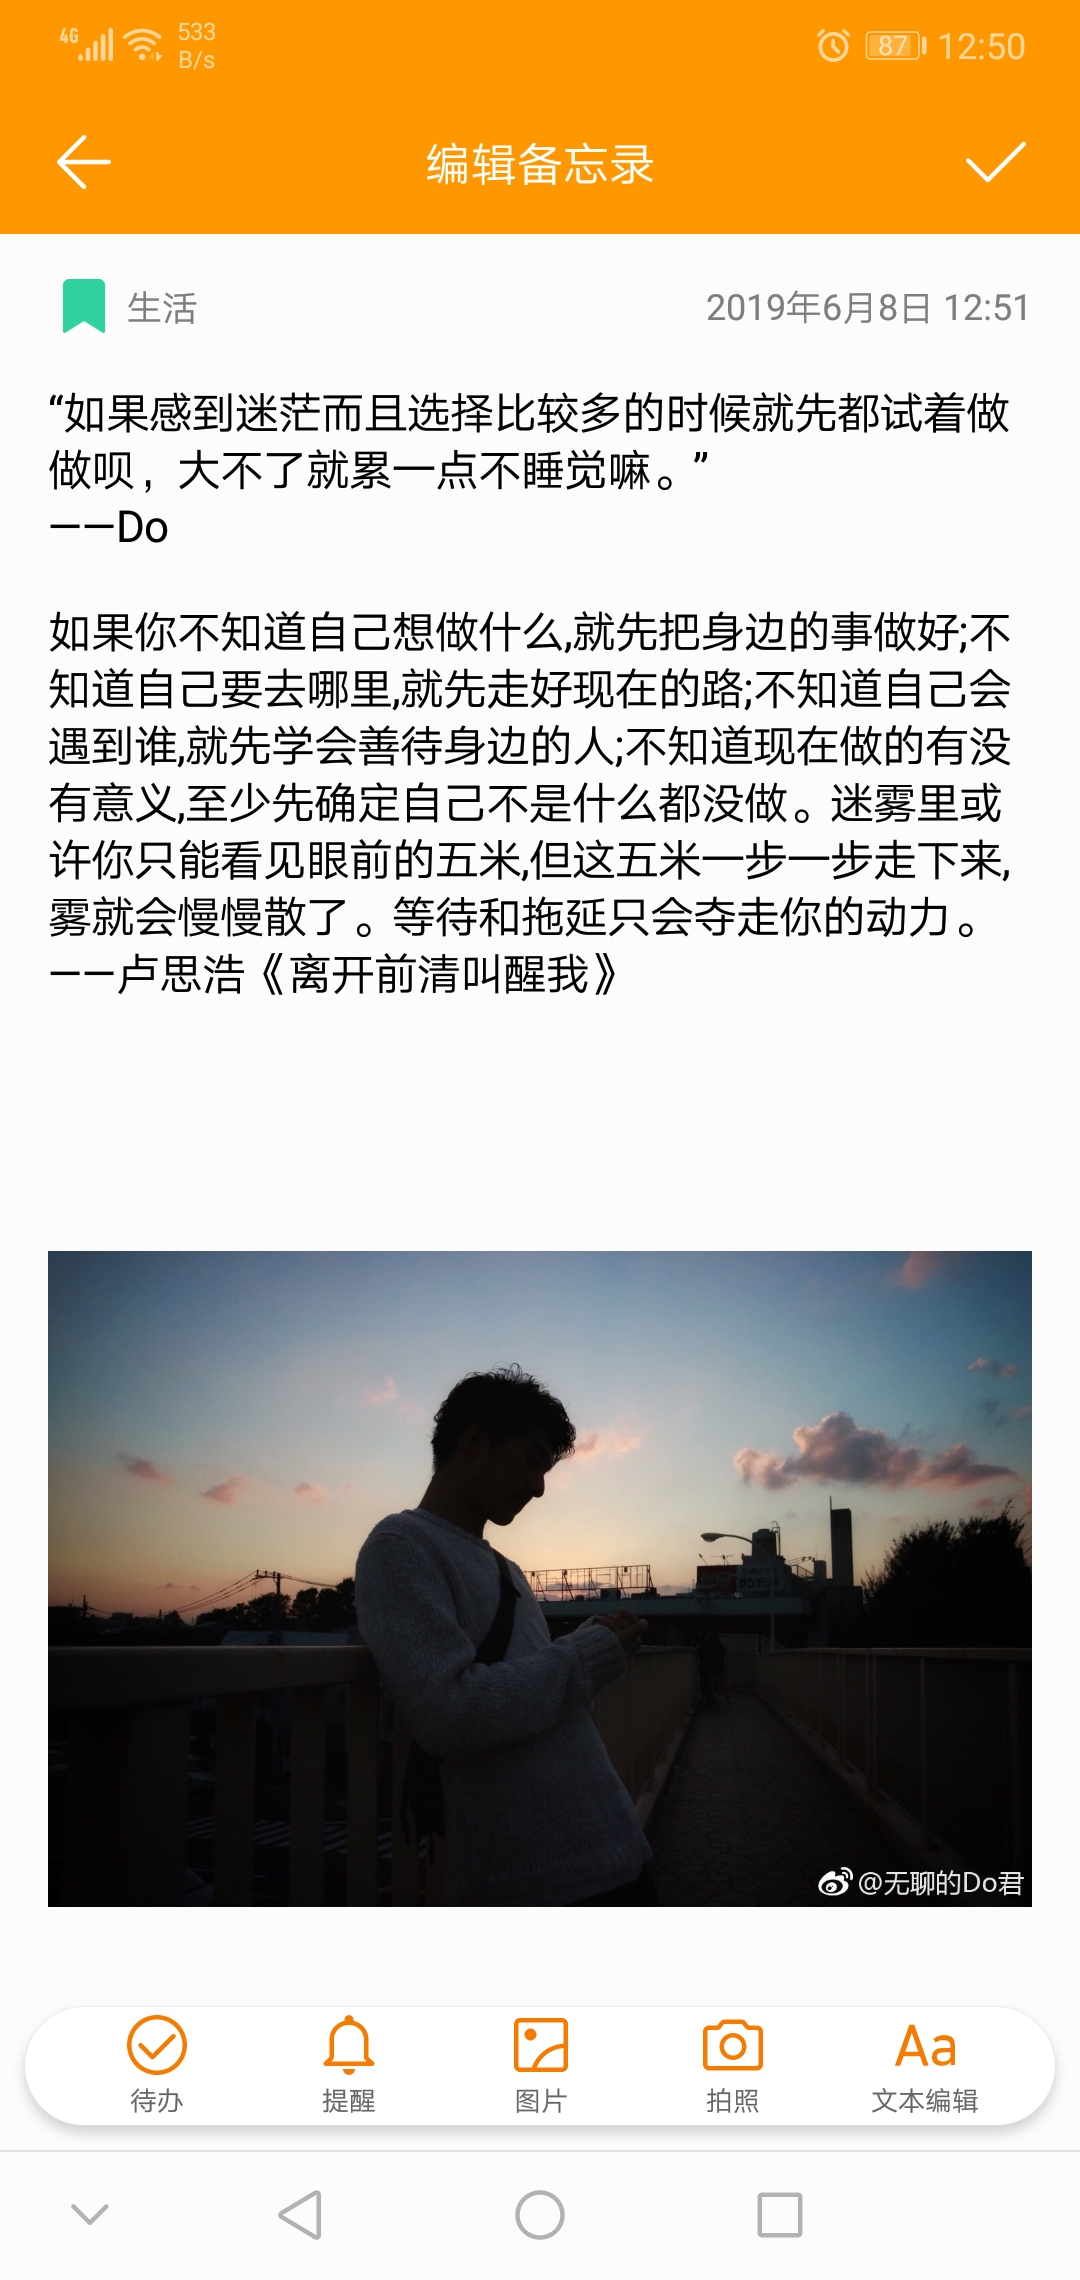 4G
533
B/s
87
12:50
编辑备忘录
生活
2019年6月8日 12:51
“如果感到迷茫而且选择比较多的时候就先都试着做
做呗，大不了就累一点不睡觉嘛。”
——Do
如果你不知道自己想做什么,就先把身边的事做好;不
知道自己要去哪里,就先走好现在的路;不知道自己会
遇到谁,就先学会善待身边的人;不知道现在做的有没
有意义,至少先确定自己不是什么都没做。迷雾里或
许你只能看见眼前的五米,但这五米一步一步走下来,
雾就会慢慢散了。等待和拖延只会夺走你的动力。
——卢思浩《离开前清叫醒我》
@无聊的Do君
待办
提醒
图片
拍照
Aa
文本编辑